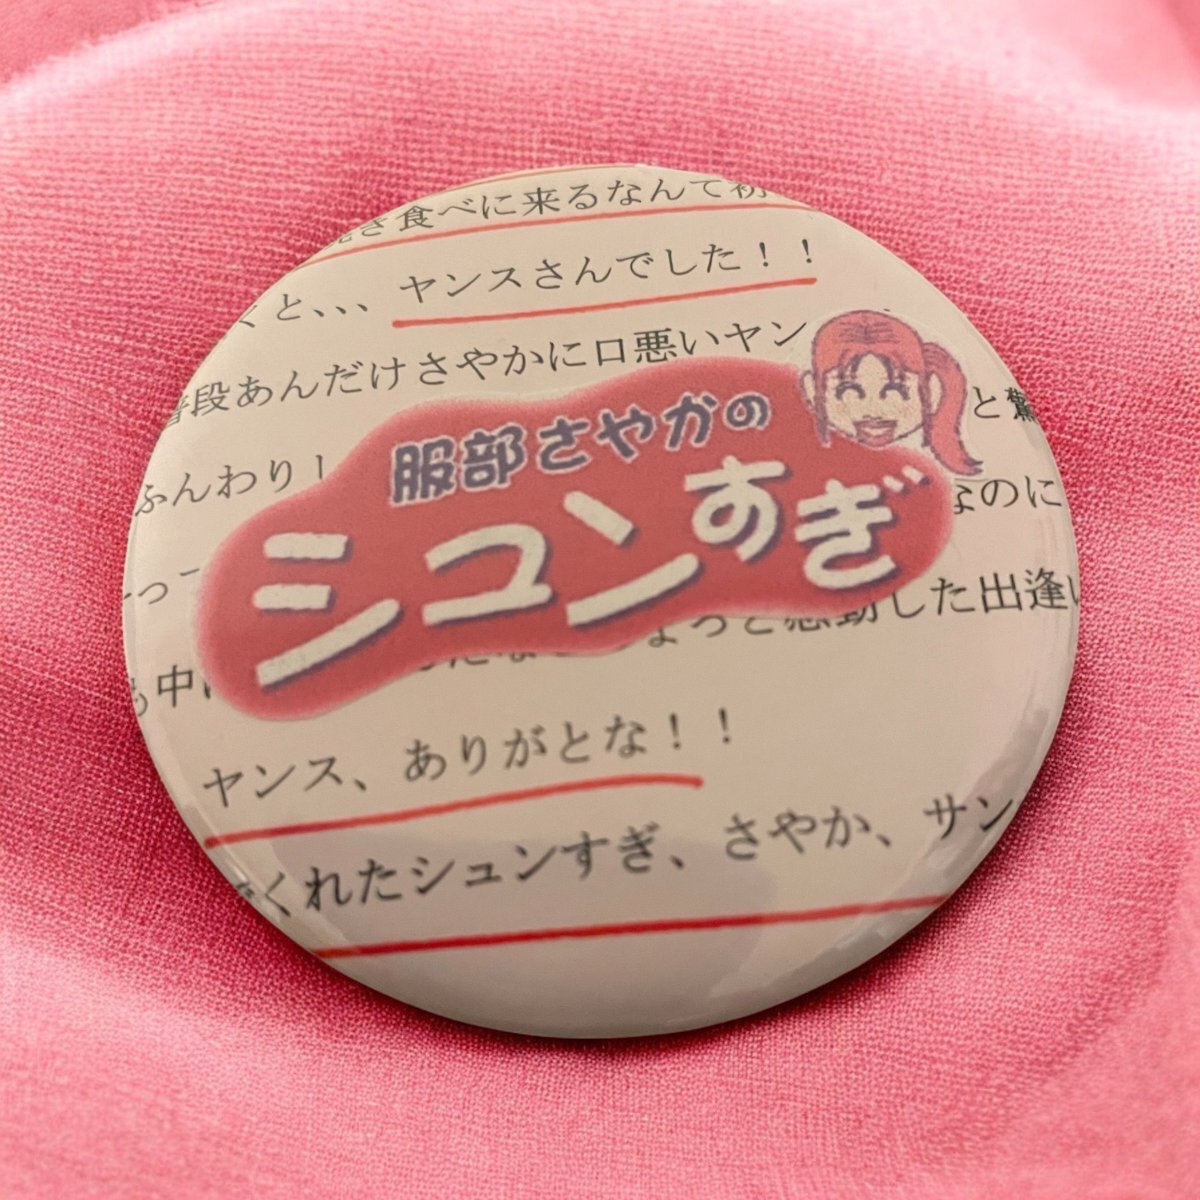 き食べに来るなんて初
と、、、ヤンスさんでした！！
普段あんだけさやかに口悪いヤン
と驚
服部さやかの
シュンすぎ
ふんわり
なのに
っ
した出逢い
中
ヤンス、ありがとな！！
くれたシュンすぎ、さやか、サン